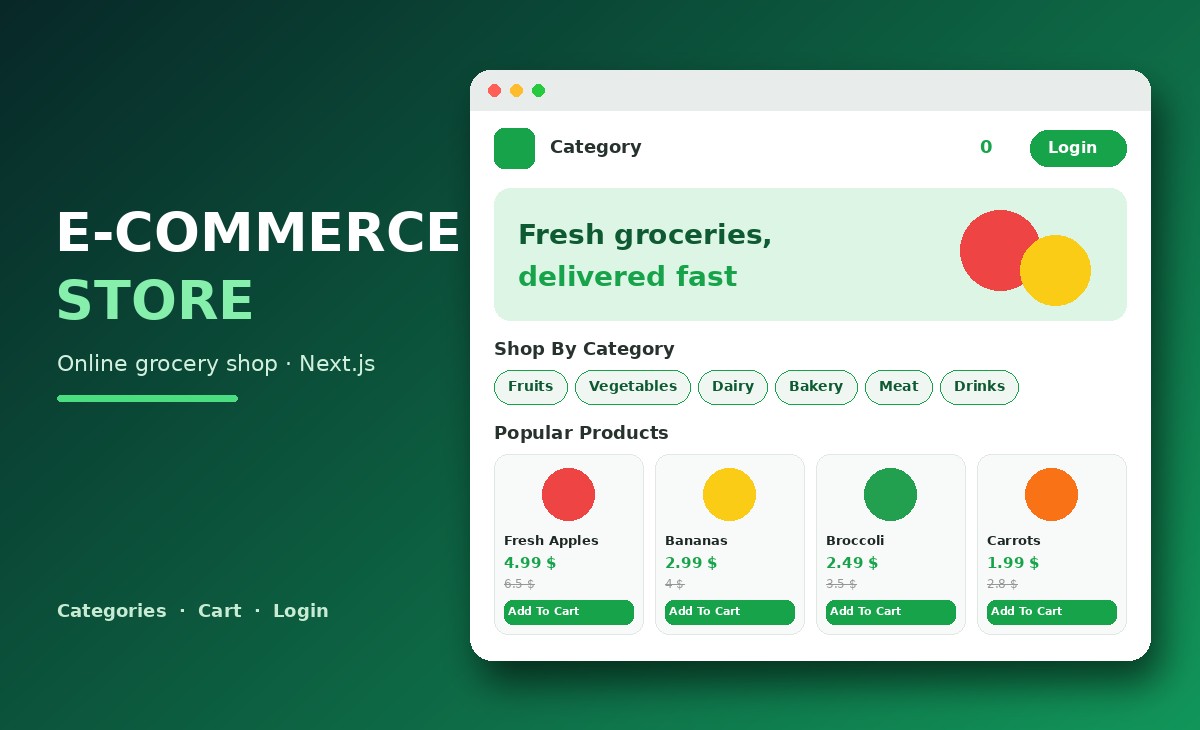 E-COMMERCE
STORE
Online grocery shop · Next.js
Categories · Cart · Login
Category
0
Login
Fresh groceries,
delivered fast
Shop By Category
Fruits
Vegetables
Dairy
Bakery
Meat
Drinks
Popular Products
Fresh Apples
4.99 $
6.5 $
Add To Cart
Bananas
2.99 $
4 $
Add To Cart
Broccoli
2.49 $
3.5 $
Add To Cart
Carrots
1.99 $
2.8 $
Add To Cart